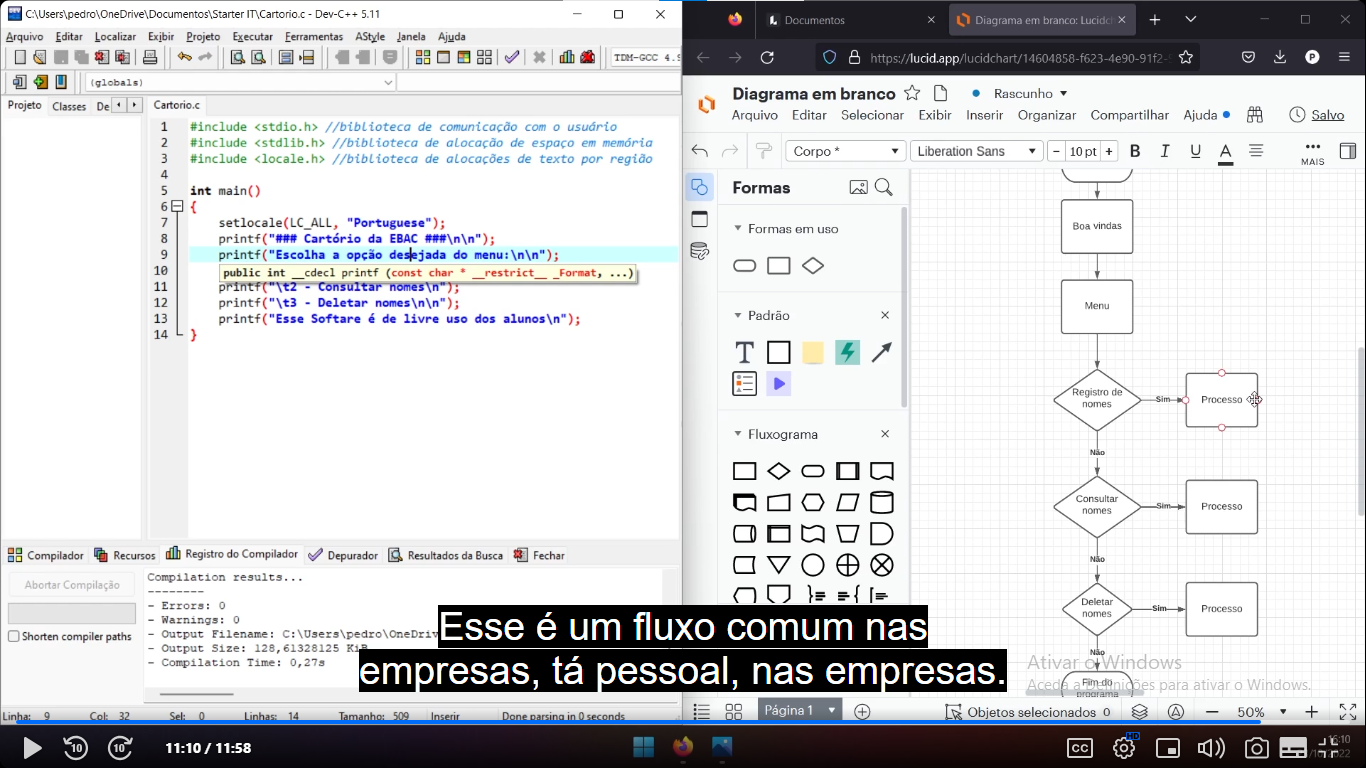 C:\Users\pedro\OneDrive\Documentos\Starter IT\Cartorio.c - Dev-C++ 5.11
Arquivo Editar Localizar Exibir Projeto Executar Ferramentas AStyle Janela Ajuda
TDM-GCC 4.9
(globals)
Projeto Classes De
Cartorio.c
1 #include <stdio.h> //biblioteca de comunicação com o usuário
2 #include <stdlib.h> //biblioteca de alocação de espaço em memória
3 #include <locale.h> //biblioteca de alocações de texto por região
4
5 int main()
6 {
7 setlocale(LC_ALL, "Portuguese");
8 printf("### Cartório da EBAC ###\n\n");
9 printf("Escolha a opção desejada do menu:\n\n");
10 public int __cdecl printf (const char * __restrict__ _Format, ...)
11 printf("\t2 - Consultar nomes\n");
12 printf("\t3 - Deletar nomes\n\n");
13 printf("Esse Softare é de livre uso dos alunos\n");
14 }
Compilador Recursos Registro do Compilador Depurador Resultados da Busca Fechar
Abortar Compilação
Shorten compiler paths
Compilation results...
--------
- Errors: 0
- Warnings: 0
- Output Filename: C:\Users\pedro\OneDriv
- Output Size: 128,61328125 KiB
- Compilation Time: 0,27s
Linha: 9 Col: 32 Sel: 0 Linhas: 14 Tamanho: 509 Inserir Done parsing in 0 seconds
Documentos
Diagrama em branco: Lucidch
https://lucid.app/lucidchart/14604858-f623-4e90-91f2-
P
Diagrama em branco
Rascunho
Arquivo Editar Selecionar Exibir Inserir Organizar Compartilhar Ajuda
Salvo
Corpo *
Liberation Sans
- 10 pt +
B I U A
MAIS
Formas
Formas em uso
Padrão
T
Fluxograma
Boa vindas
Menu
Registro de
nomes
Sim
Processo
Não
Consultar
nomes
Sim
Processo
Não
Deletar
nomes
Sim
Processo
Não
Fim do
programa
Ativar o Windows
Página 1
Objetos selecionados 0
50%
Esse é um fluxo comum nas
empresas, tá pessoal, nas empresas.
10
10
11:10 / 11:58
CC
HD